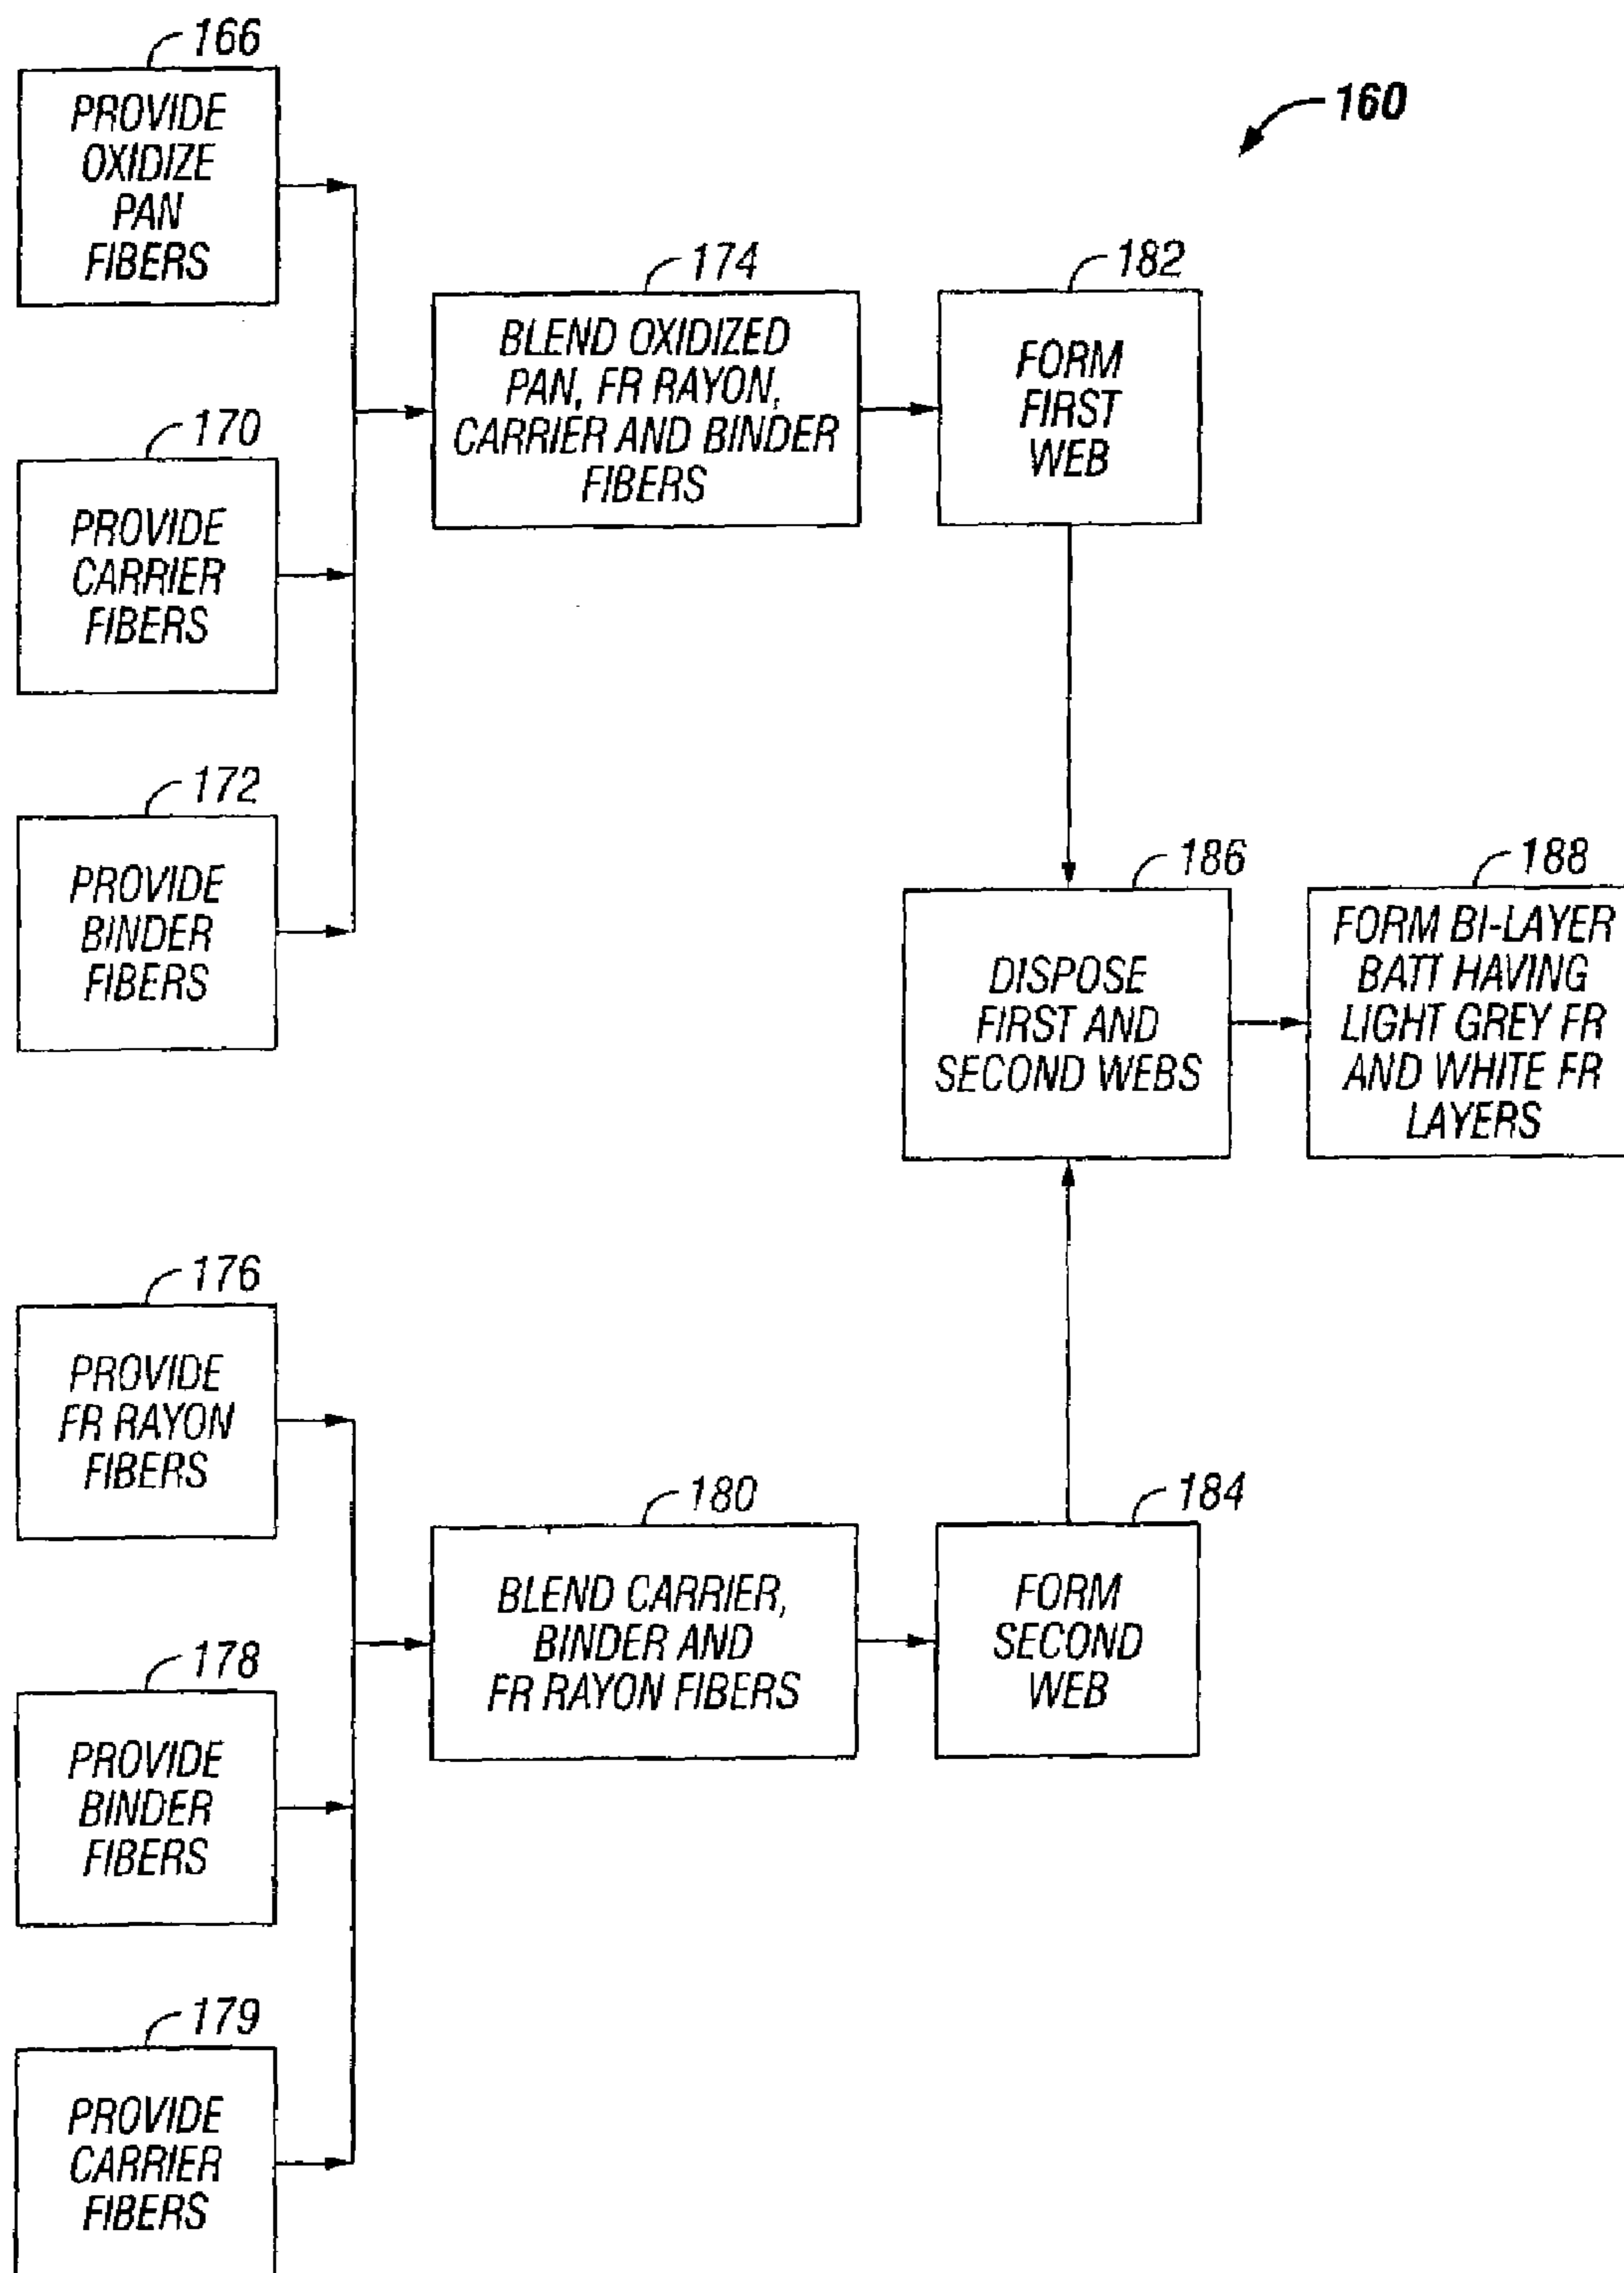 166
PROVIDE
OXIDIZE
PAN
FIBERS
160
174
BLEND OXIDIZED
PAN, FR RAYON,
CARRIER AND BINDER
FIBERS
182
FORM
FIRST
WEB
170
PROVIDE
CARRIER
FIBERS
172
PROVIDE
BINDER
FIBERS
186
DISPOSE
FIRST AND
SECOND WEBS
188
FORM BI-LAYER
BATT HAVING
LIGHT GREY FR
AND WHITE FR
LAYERS
176
PROVIDE
FR RAYON
FIBERS
180
BLEND CARRIER,
BINDER AND
FR RAYON FIBERS
184
FORM
SECOND
WEB
178
PROVIDE
BINDER
FIBERS
179
PROVIDE
CARRIER
FIBERS